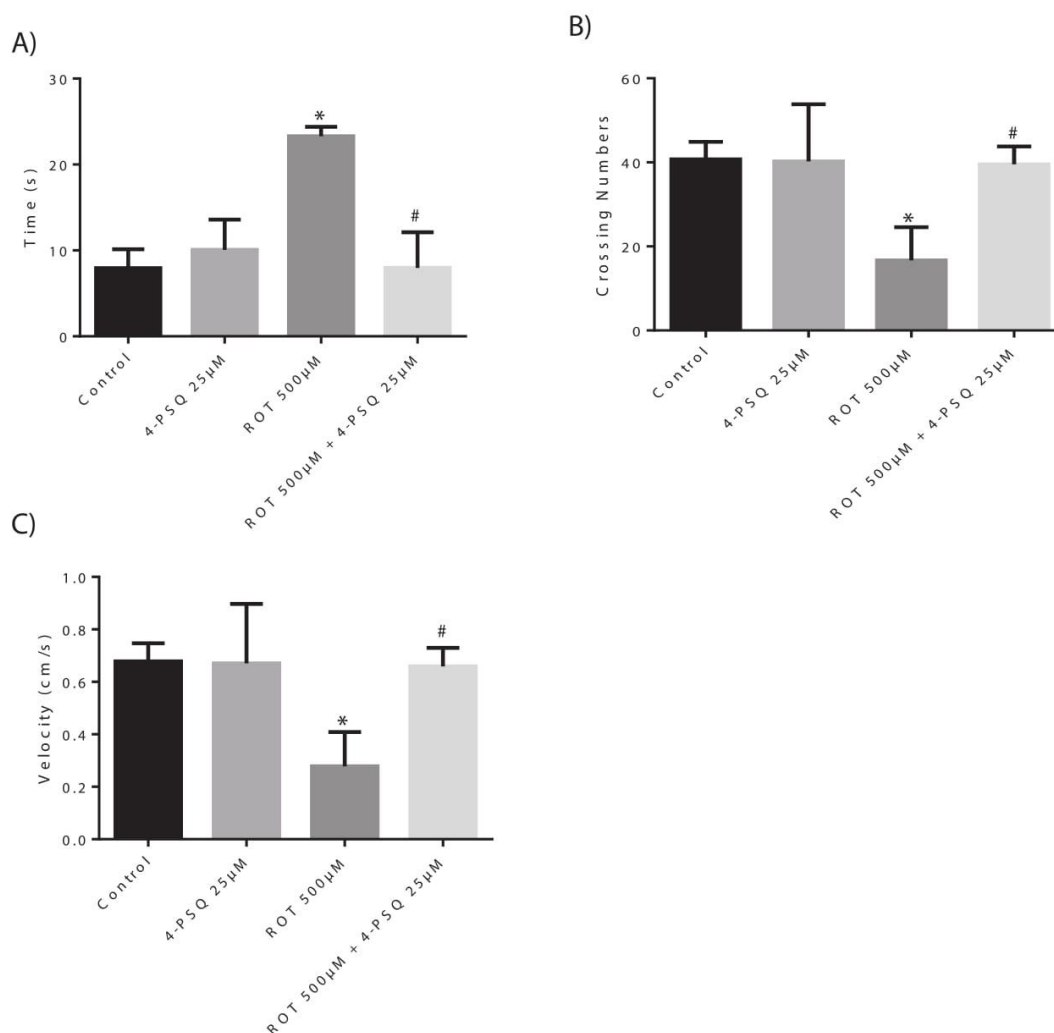 A)
Time (s)
30
20
10
0
*
#
Control
4-PSQ 25µM
ROT 500µM
ROT 500µM + 4-PSQ 25µM
B)
Crossing Numbers
60
40
20
0
*
#
Control
4-PSQ 25µM
ROT 500µM
ROT 500µM + 4-PSQ 25µM
C)
Velocity (cm/s)
1.0
0.8
0.6
0.4
0.2
0.0
*
#
Control
4-PSQ 25µM
ROT 500µM
ROT 500µM + 4-PSQ 25µM